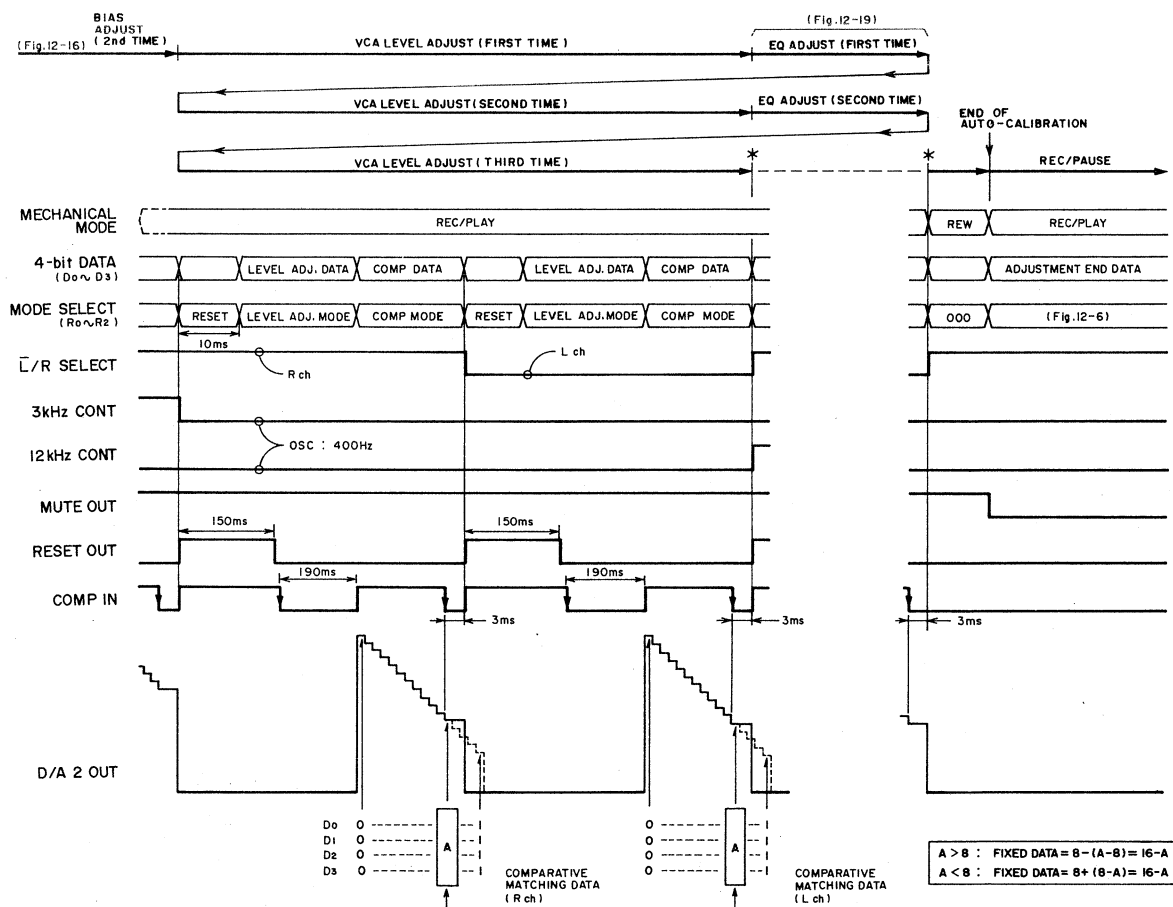 BIAS
ADJUST
(2nd TIME)
(Fig.12-16)
VCA LEVEL ADJUST (FIRST TIME)
(Fig.12-19)
EQ ADJUST (FIRST TIME)
VCA LEVEL ADJUST (SECOND TIME)
EQ ADJUST (SECOND TIME)
END OF
AUTO-CALIBRATION
VCA LEVEL ADJUST (THIRD TIME)
* *
REC/PAUSE
MECHANICAL
MODE
REC/PLAY REW REC/PLAY
4-bit DATA
(D0~D3)
LEVEL ADJ. DATA COMP DATA LEVEL ADJ. DATA COMP DATA ADJUSTMENT END DATA
MODE SELECT
(R0~R2)
RESET LEVEL ADJ. MODE COMP MODE RESET LEVEL ADJ. MODE COMP MODE 000 (Fig.12-6)
10ms
L̅/R SELECT
R ch
L ch
3kHz CONT
OSC : 400Hz
12kHz CONT
MUTE OUT
150ms 150ms
RESET OUT
190ms 190ms
COMP IN
3ms 3ms 3ms
D/A 2 OUT
D0 0 1 0 1
D1 0 1 0 1
D2 0 1 0 1
D3 0 1 0 1
A A
COMPARATIVE
MATCHING DATA
(R ch)
COMPARATIVE
MATCHING DATA
(L ch)
A > 8 : FIXED DATA = 8-(A-8) = 16-A
A < 8 : FIXED DATA = 8+(8-A) = 16-A